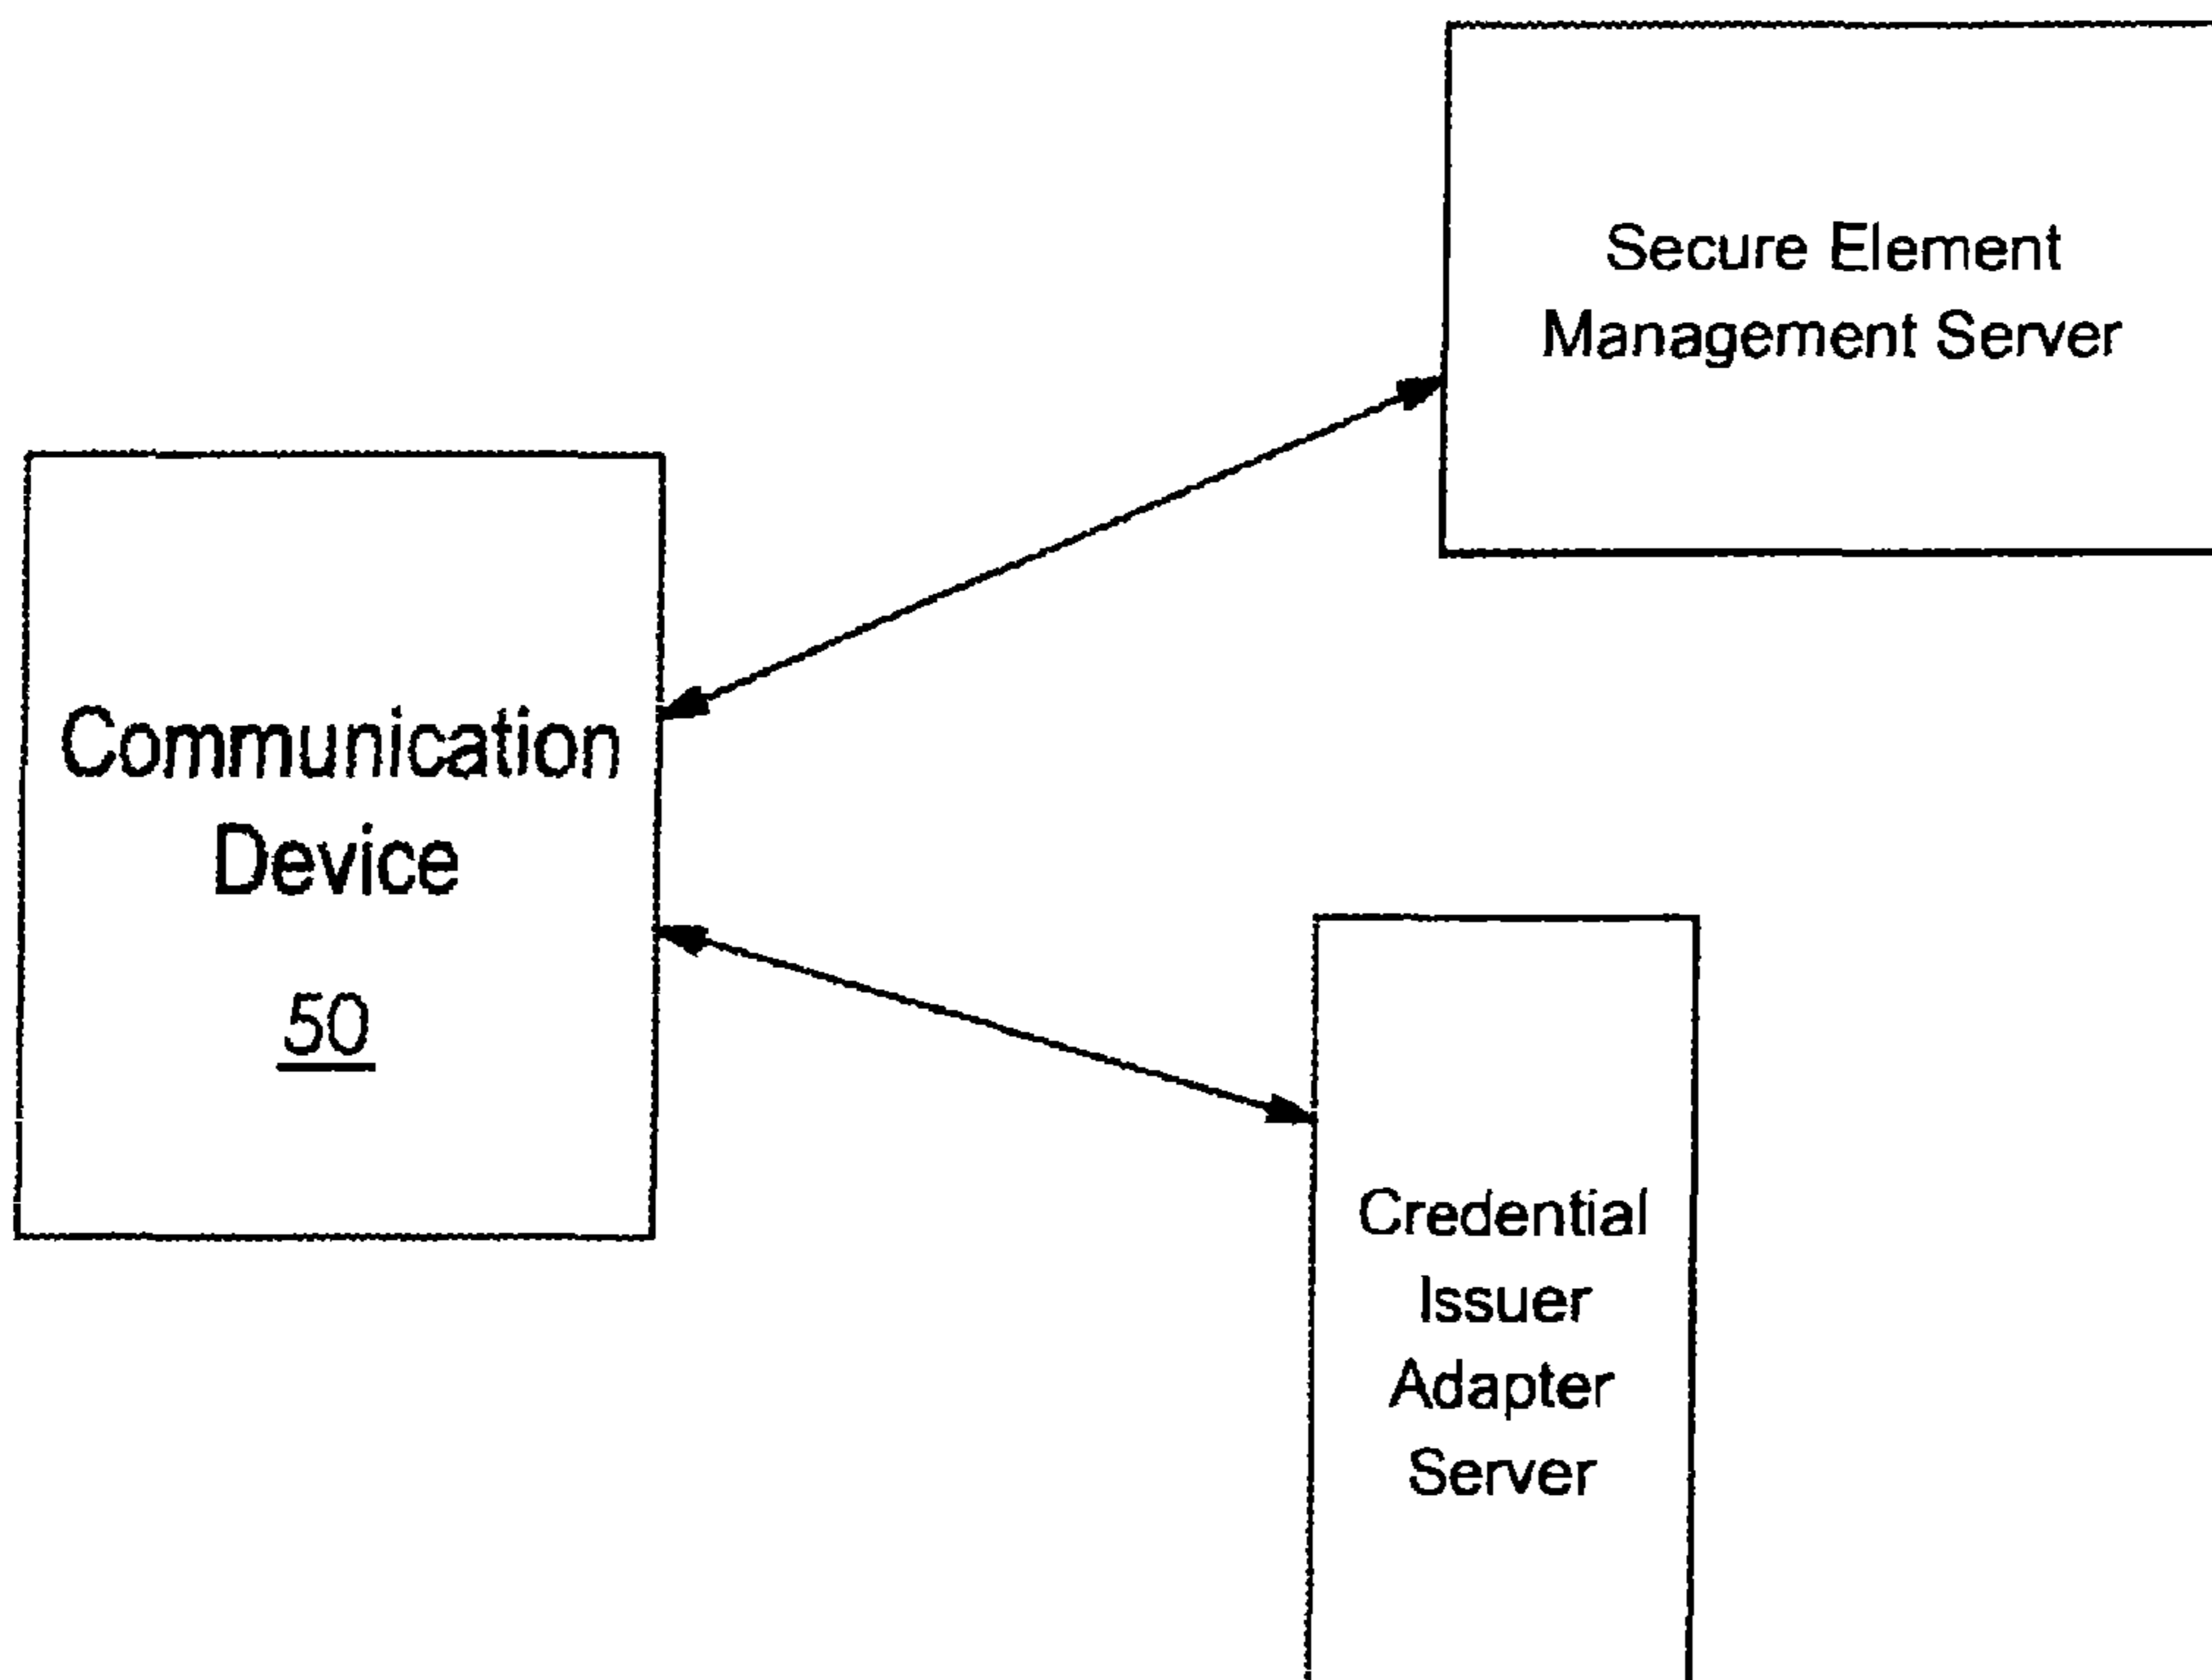 Secure Element
Management Server
Communication
Device
50
Credential
Issuer
Adapter
Server